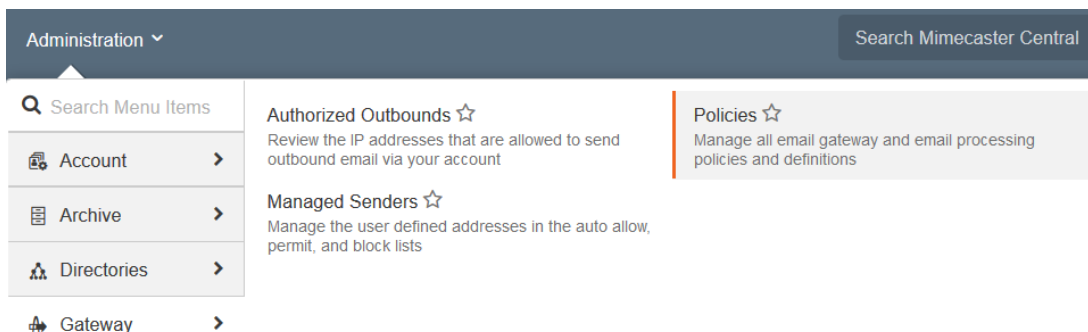 Administration
Search Mimecaster Central
Search Menu Items
Account
Archive
Directories
Gateway
Authorized Outbounds
Review the IP addresses that are allowed to send
outbound email via your account
Managed Senders
Manage the user defined addresses in the auto allow,
permit, and block lists
Policies
Manage all email gateway and email processing
policies and definitions